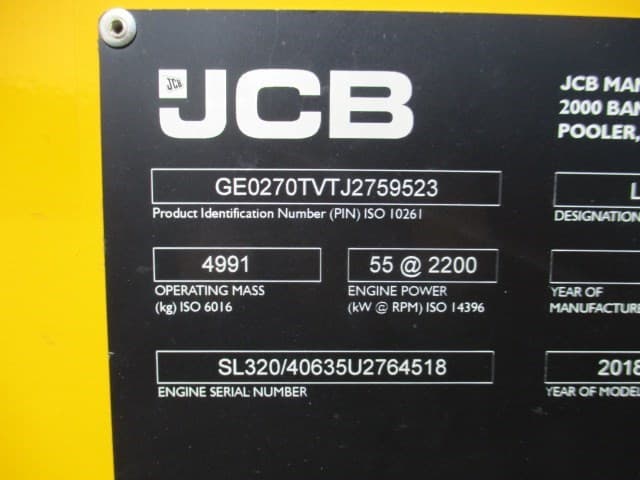 JCB
JCB
JCB
2000
POOLER,
GE0270TVTJ2759523
L
Product Identification Number (PIN) ISO 10261
DESIGNATION
4991
55 @ 2200
OPERATING MASS
(kg) ISO 6016
ENGINE POWER
(kW @ RPM) ISO 14396
YEAR OF
MANUFACTURE
SL320/40635U2764518
2018
ENGINE SERIAL NUMBER
YEAR OF MODEL